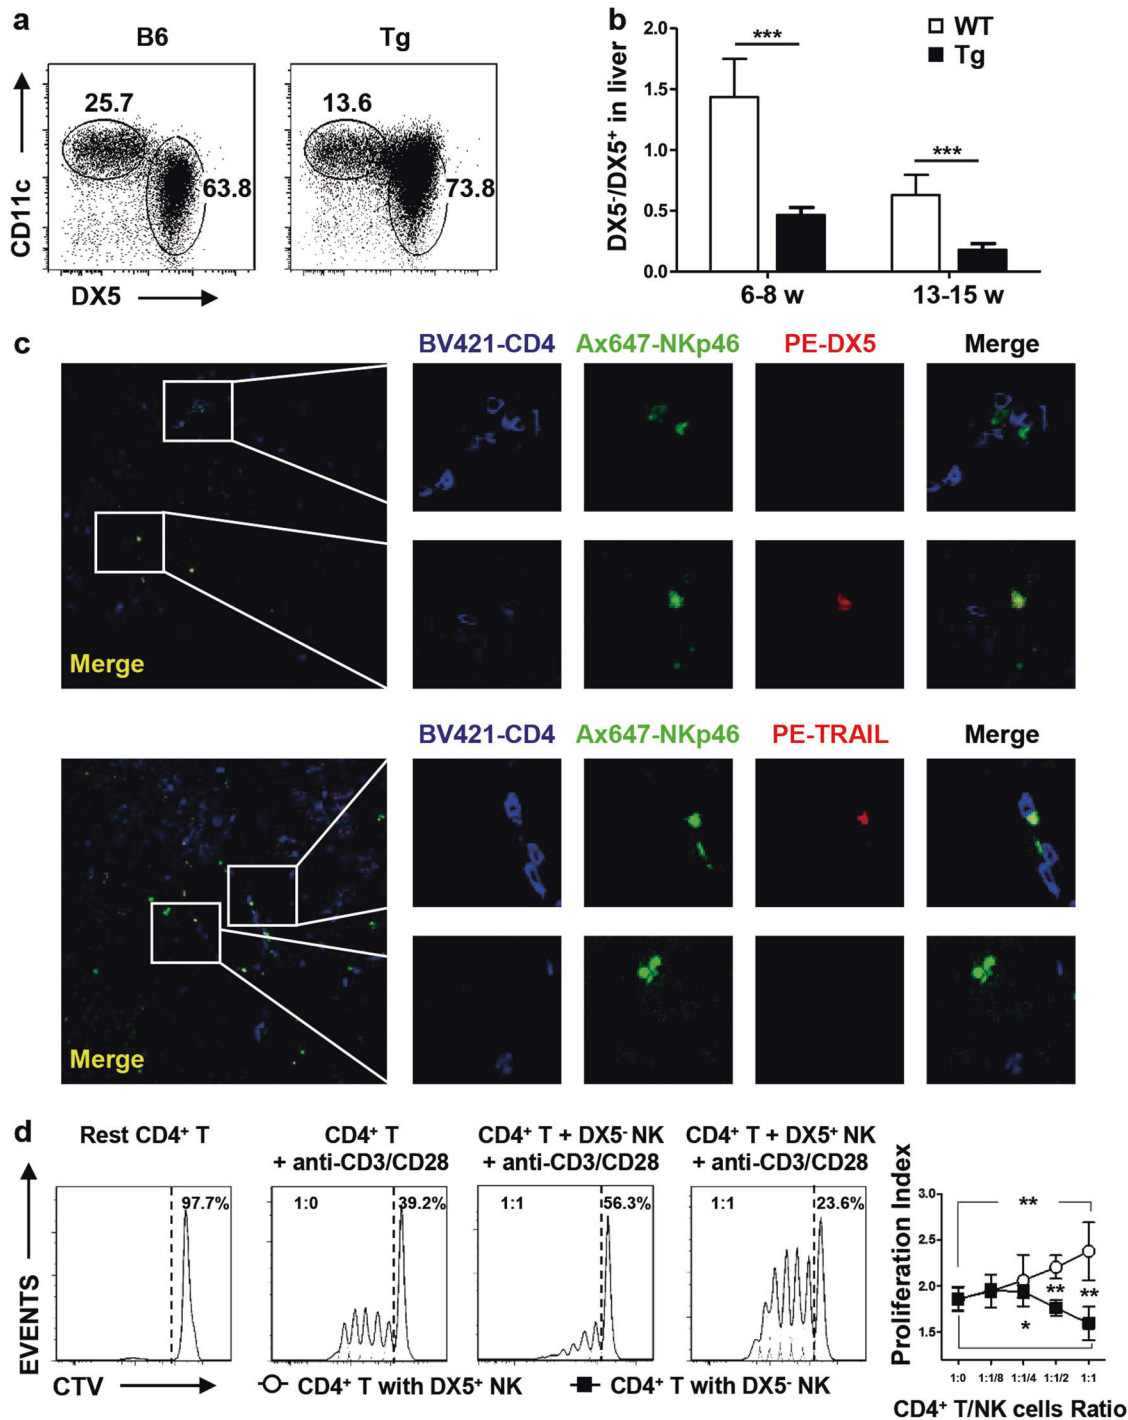 a
B6 Tg
25.7
63.8
13.6
73.8
CD11c
DX5
b
WT
Tg
DX5⁻/DX5⁺ in liver
2.0
1.5
1.0
0.5
0.0
***
***
6-8 w 13-15 w
c
BV421-CD4 Ax647-NKp46 PE-DX5 Merge
Merge
BV421-CD4 Ax647-NKp46 PE-TRAIL Merge
Merge
d
Rest CD4⁺ T
CD4⁺ T
+ anti-CD3/CD28
CD4⁺ T + DX5⁻ NK
+ anti-CD3/CD28
CD4⁺ T + DX5⁺ NK
+ anti-CD3/CD28
97.7%
1:0 39.2%
1:1 56.3%
1:1 23.6%
EVENTS
CTV
CD4⁺ T with DX5⁺ NK
CD4⁺ T with DX5⁻ NK
Proliferation Index
3.0
2.5
2.0
1.5
**
**
**
*
1:0 1:1/8 1:1/4 1:1/2 1:1
CD4⁺ T/NK cells Ratio